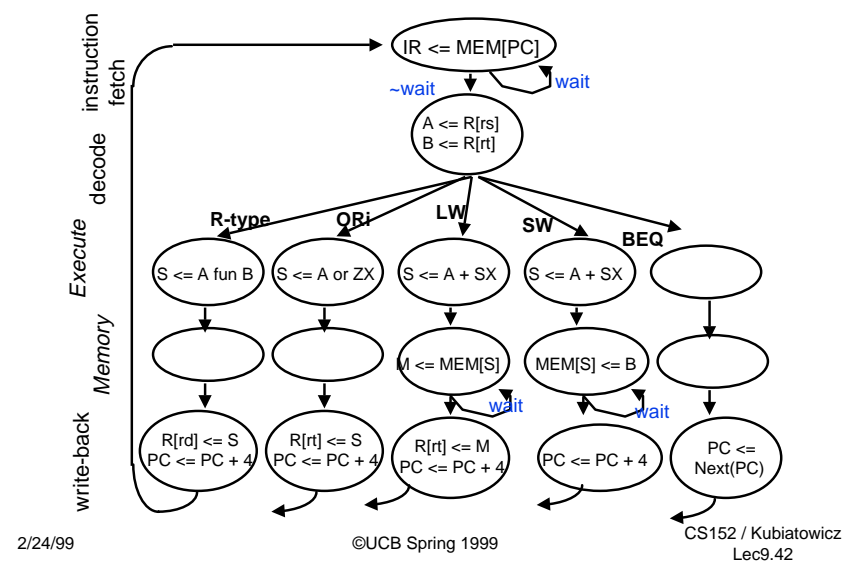 instruction
fetch
IR <= MEM[PC]
~wait
wait
decode
A <= R[rs]
B <= R[rt]
R-type
ORi
LW
SW
BEQ
Execute
S <= A fun B
S <= A or ZX
S <= A + SX
S <= A + SX
Memory
M <= MEM[S]
MEM[S] <= B
wait
wait
write-back
R[rd] <= S
PC <= PC + 4
R[rt] <= S
PC <= PC + 4
R[rt] <= M
PC <= PC + 4
PC <= PC + 4
PC <=
Next(PC)
2/24/99
©UCB Spring 1999
CS152 / Kubiatowicz
Lec9.42